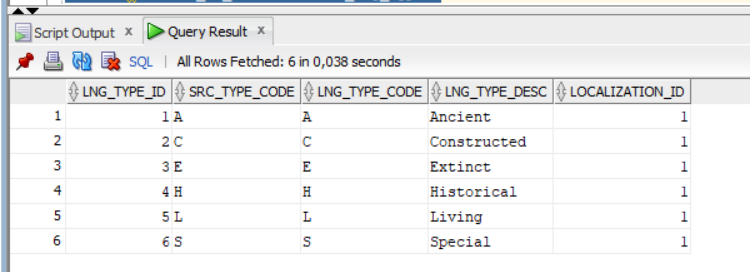 Script Output x Query Result x
SQL | All Rows Fetched: 6 in 0,038 seconds
LNG_TYPE_ID SRC_TYPE_CODE LNG_TYPE_CODE LNG_TYPE_DESC LOCALIZATION_ID
1 1 A A Ancient 1
2 2 C C Constructed 1
3 3 E E Extinct 1
4 4 H H Historical 1
5 5 L L Living 1
6 6 S S Special 1